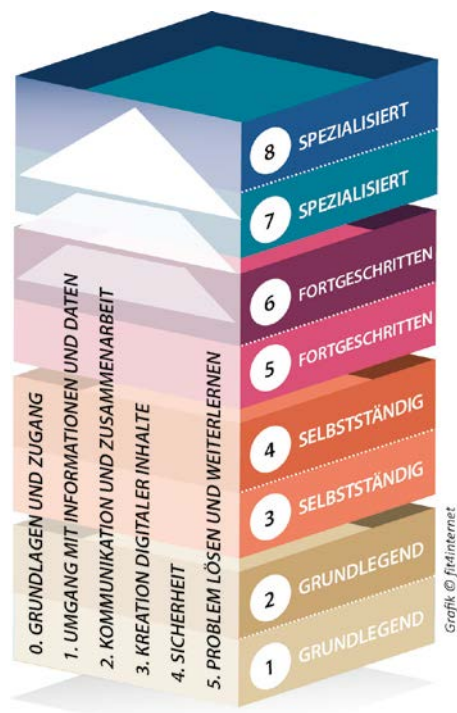 8 SPEZIALISIERT
7 SPEZIALISIERT
6 FORTGESCHRITTEN
5 FORTGESCHRITTEN
4 SELBSTSTÄNDIG
3 SELBSTSTÄNDIG
2 GRUNDLEGEND
1 GRUNDLEGEND
0. GRUNDLAGEN UND ZUGANG
1. UMGANG MIT INFORMATIONEN UND DATEN
2. KOMMUNIKATION UND ZUSAMMENARBEIT
3. KREATION DIGITALER INHALTE
4. SICHERHEIT
5. PROBLEM LÖSEN UND WEITERLERNEN
Grafik © fit4internet